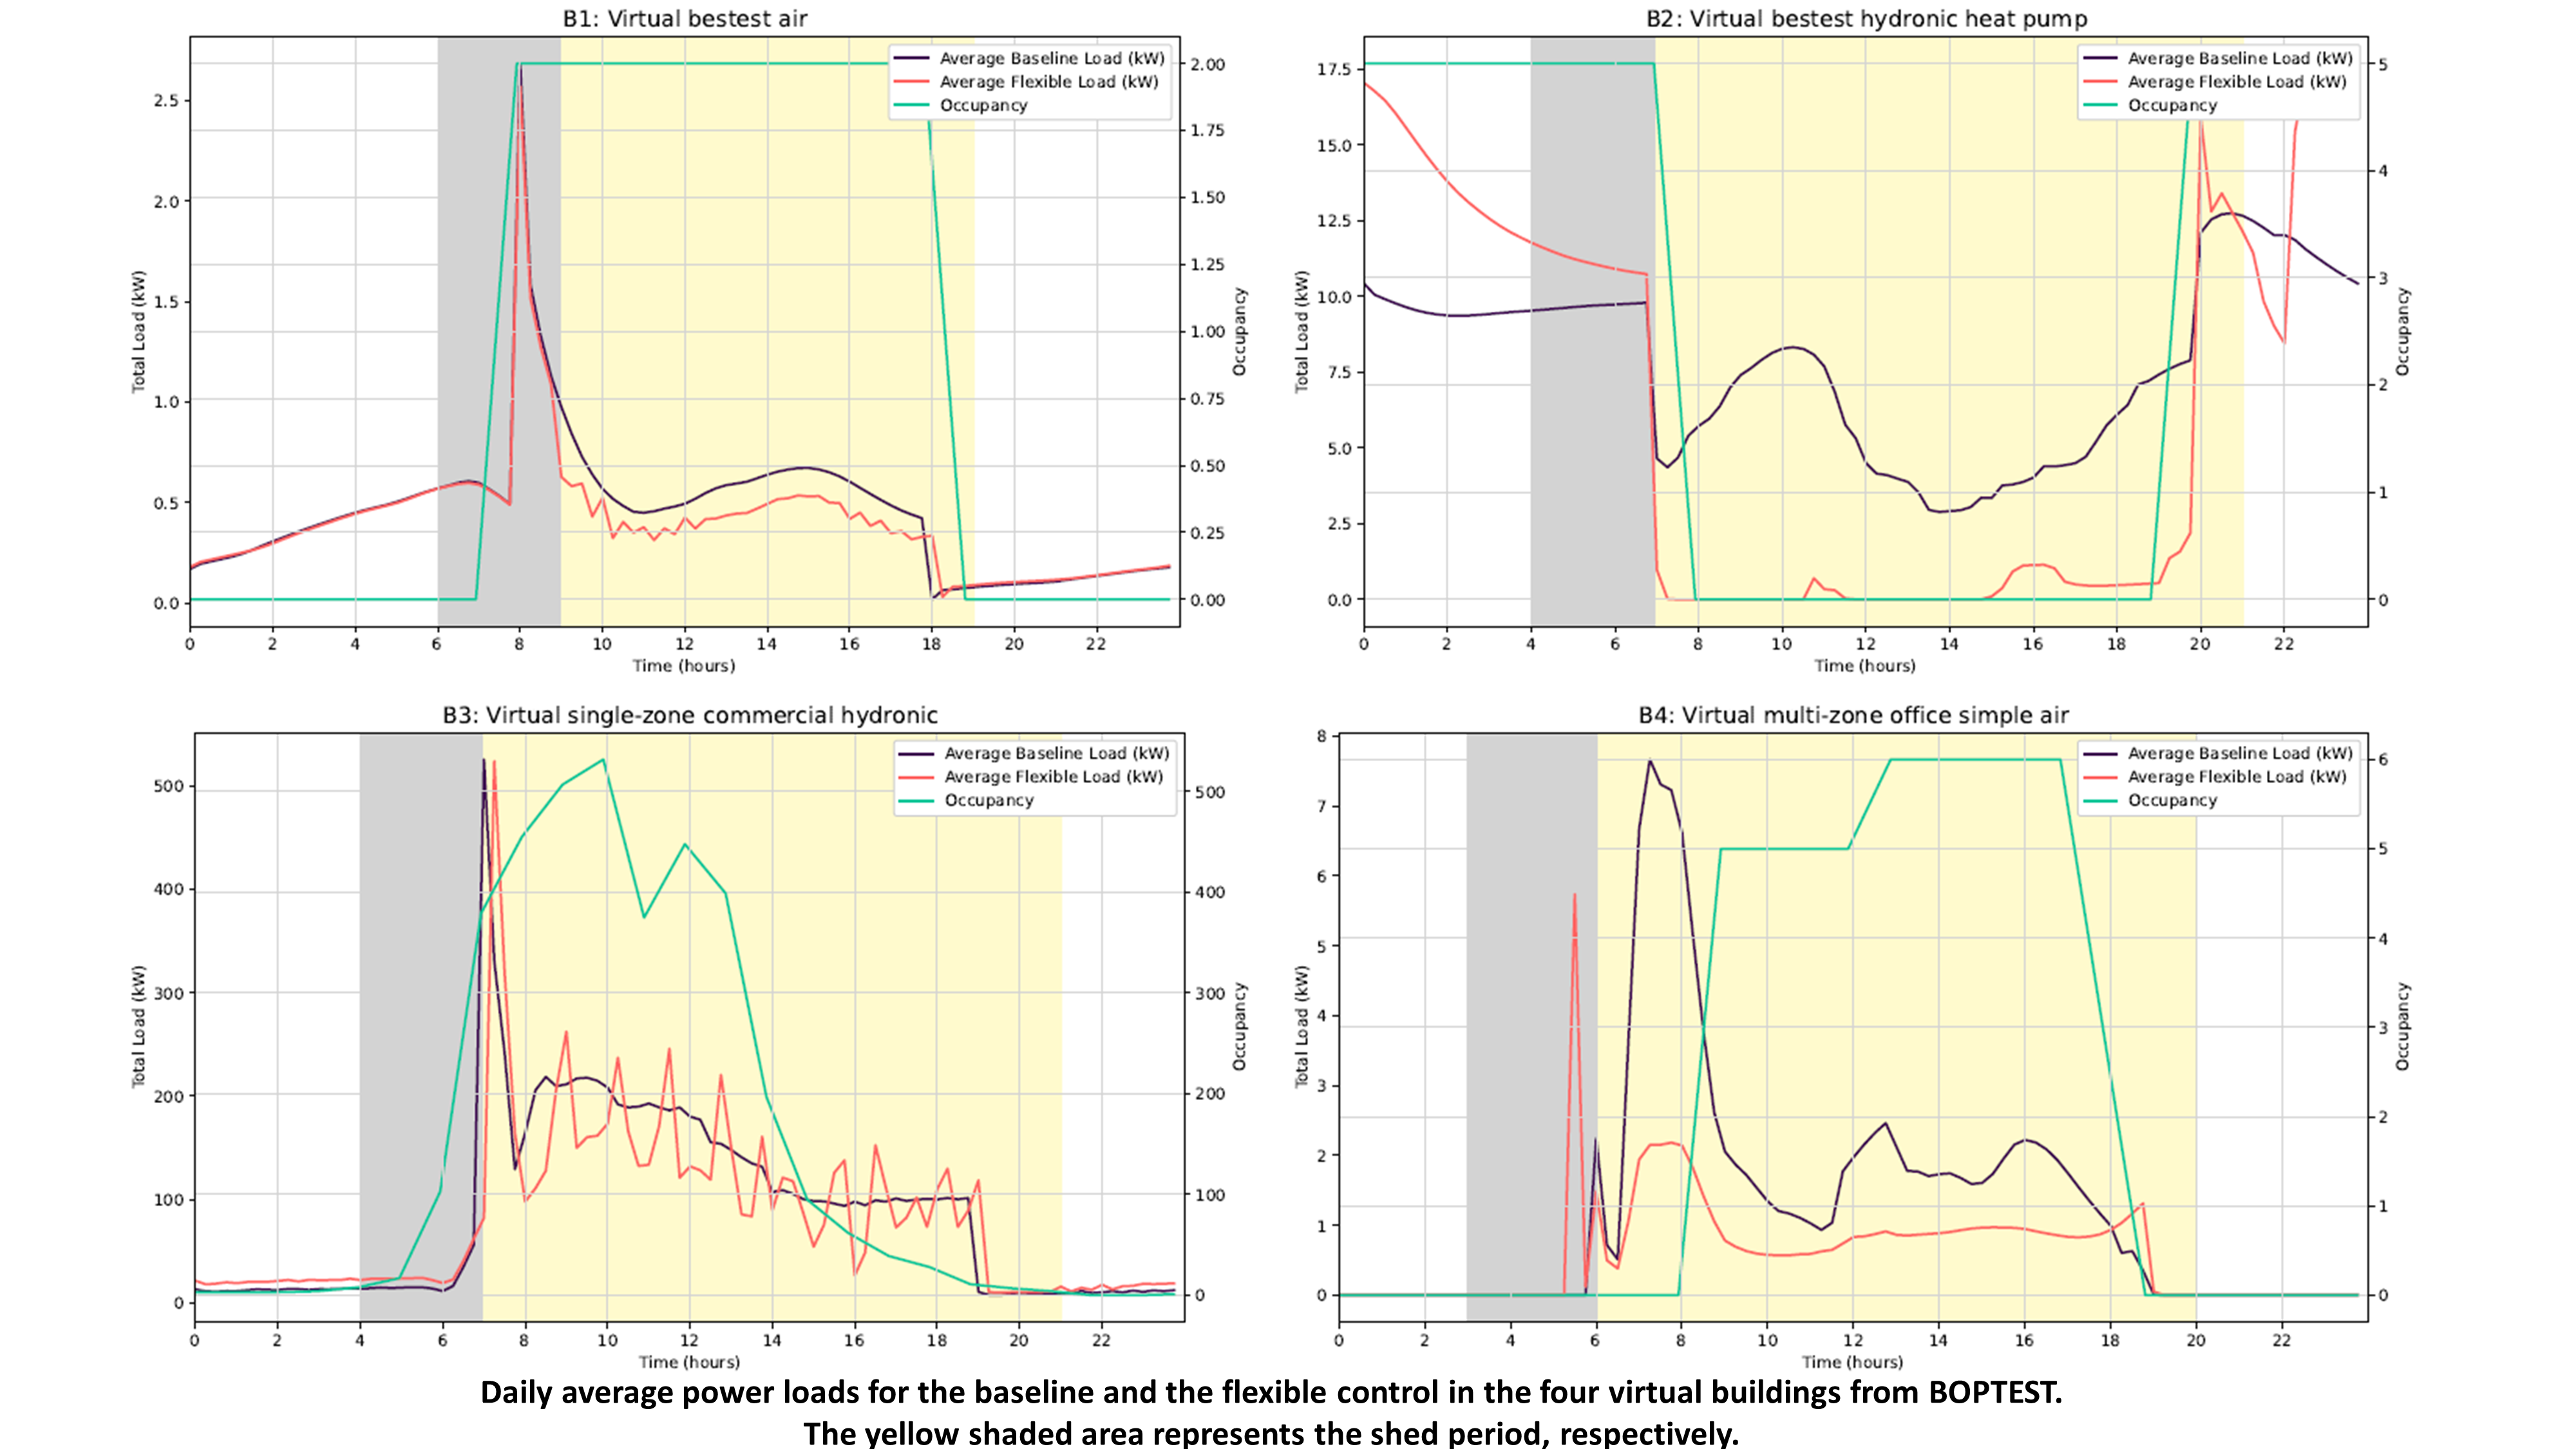 B1: Virtual bestest air
Average Baseline Load (kW)
Average Flexible Load (kW)
Occupancy
2.5
2.0
1.5
1.0
0.5
0.0
Total Load (kW)
2.00
1.75
1.50
1.25
1.00
0.75
0.50
0.25
0.00
Occupancy
0 2 4 6 8 10 12 14 16 18 20 22
Time (hours)
B2: Virtual bestest hydronic heat pump
Average Baseline Load (kW)
Average Flexible Load (kW)
Occupancy
17.5
15.0
12.5
10.0
7.5
5.0
2.5
0.0
Total Load (kW)
5
4
3
2
1
0
Occupancy
0 2 4 6 8 10 12 14 16 18 20 22
Time (hours)
B3: Virtual single-zone commercial hydronic
Average Baseline Load (kW)
Average Flexible Load (kW)
Occupancy
500
400
300
200
100
0
Total Load (kW)
500
400
300
200
100
0
Occupancy
0 2 4 6 8 10 12 14 16 18 20 22
Time (hours)
B4: Virtual multi-zone office simple air
Average Baseline Load (kW)
Average Flexible Load (kW)
Occupancy
8
7
6
5
4
3
2
1
0
Total Load (kW)
6
5
4
3
2
1
0
Occupancy
0 2 4 6 8 10 12 14 16 18 20 22
Time (hours)
Daily average power loads for the baseline and the flexible control in the four virtual buildings from BOPTEST.
The yellow shaded area represents the shed period, respectively.